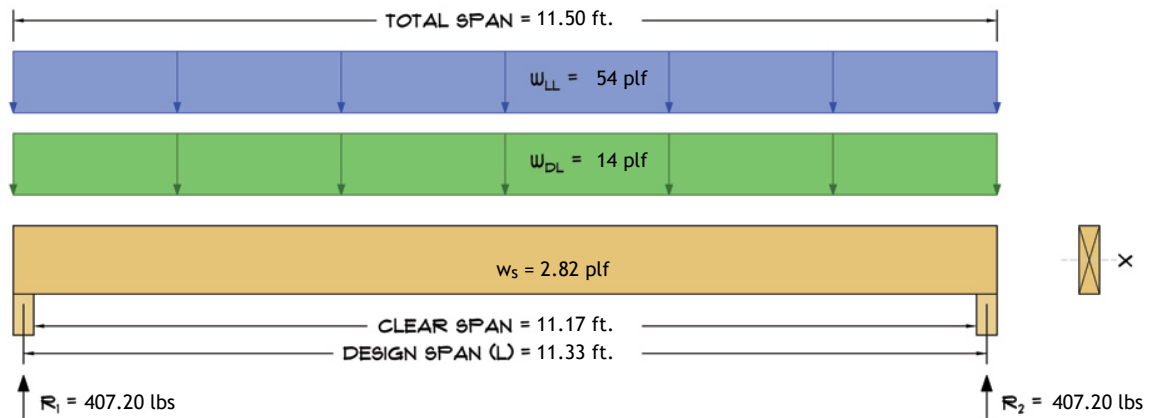 TOTAL SPAN = 11.50 ft.
WLL = 54 plf
WDL = 14 plf
ws = 2.82 plf
X
CLEAR SPAN = 11.17 ft.
DESIGN SPAN (L) = 11.33 ft.
R1 = 407.20 lbs
R2 = 407.20 lbs